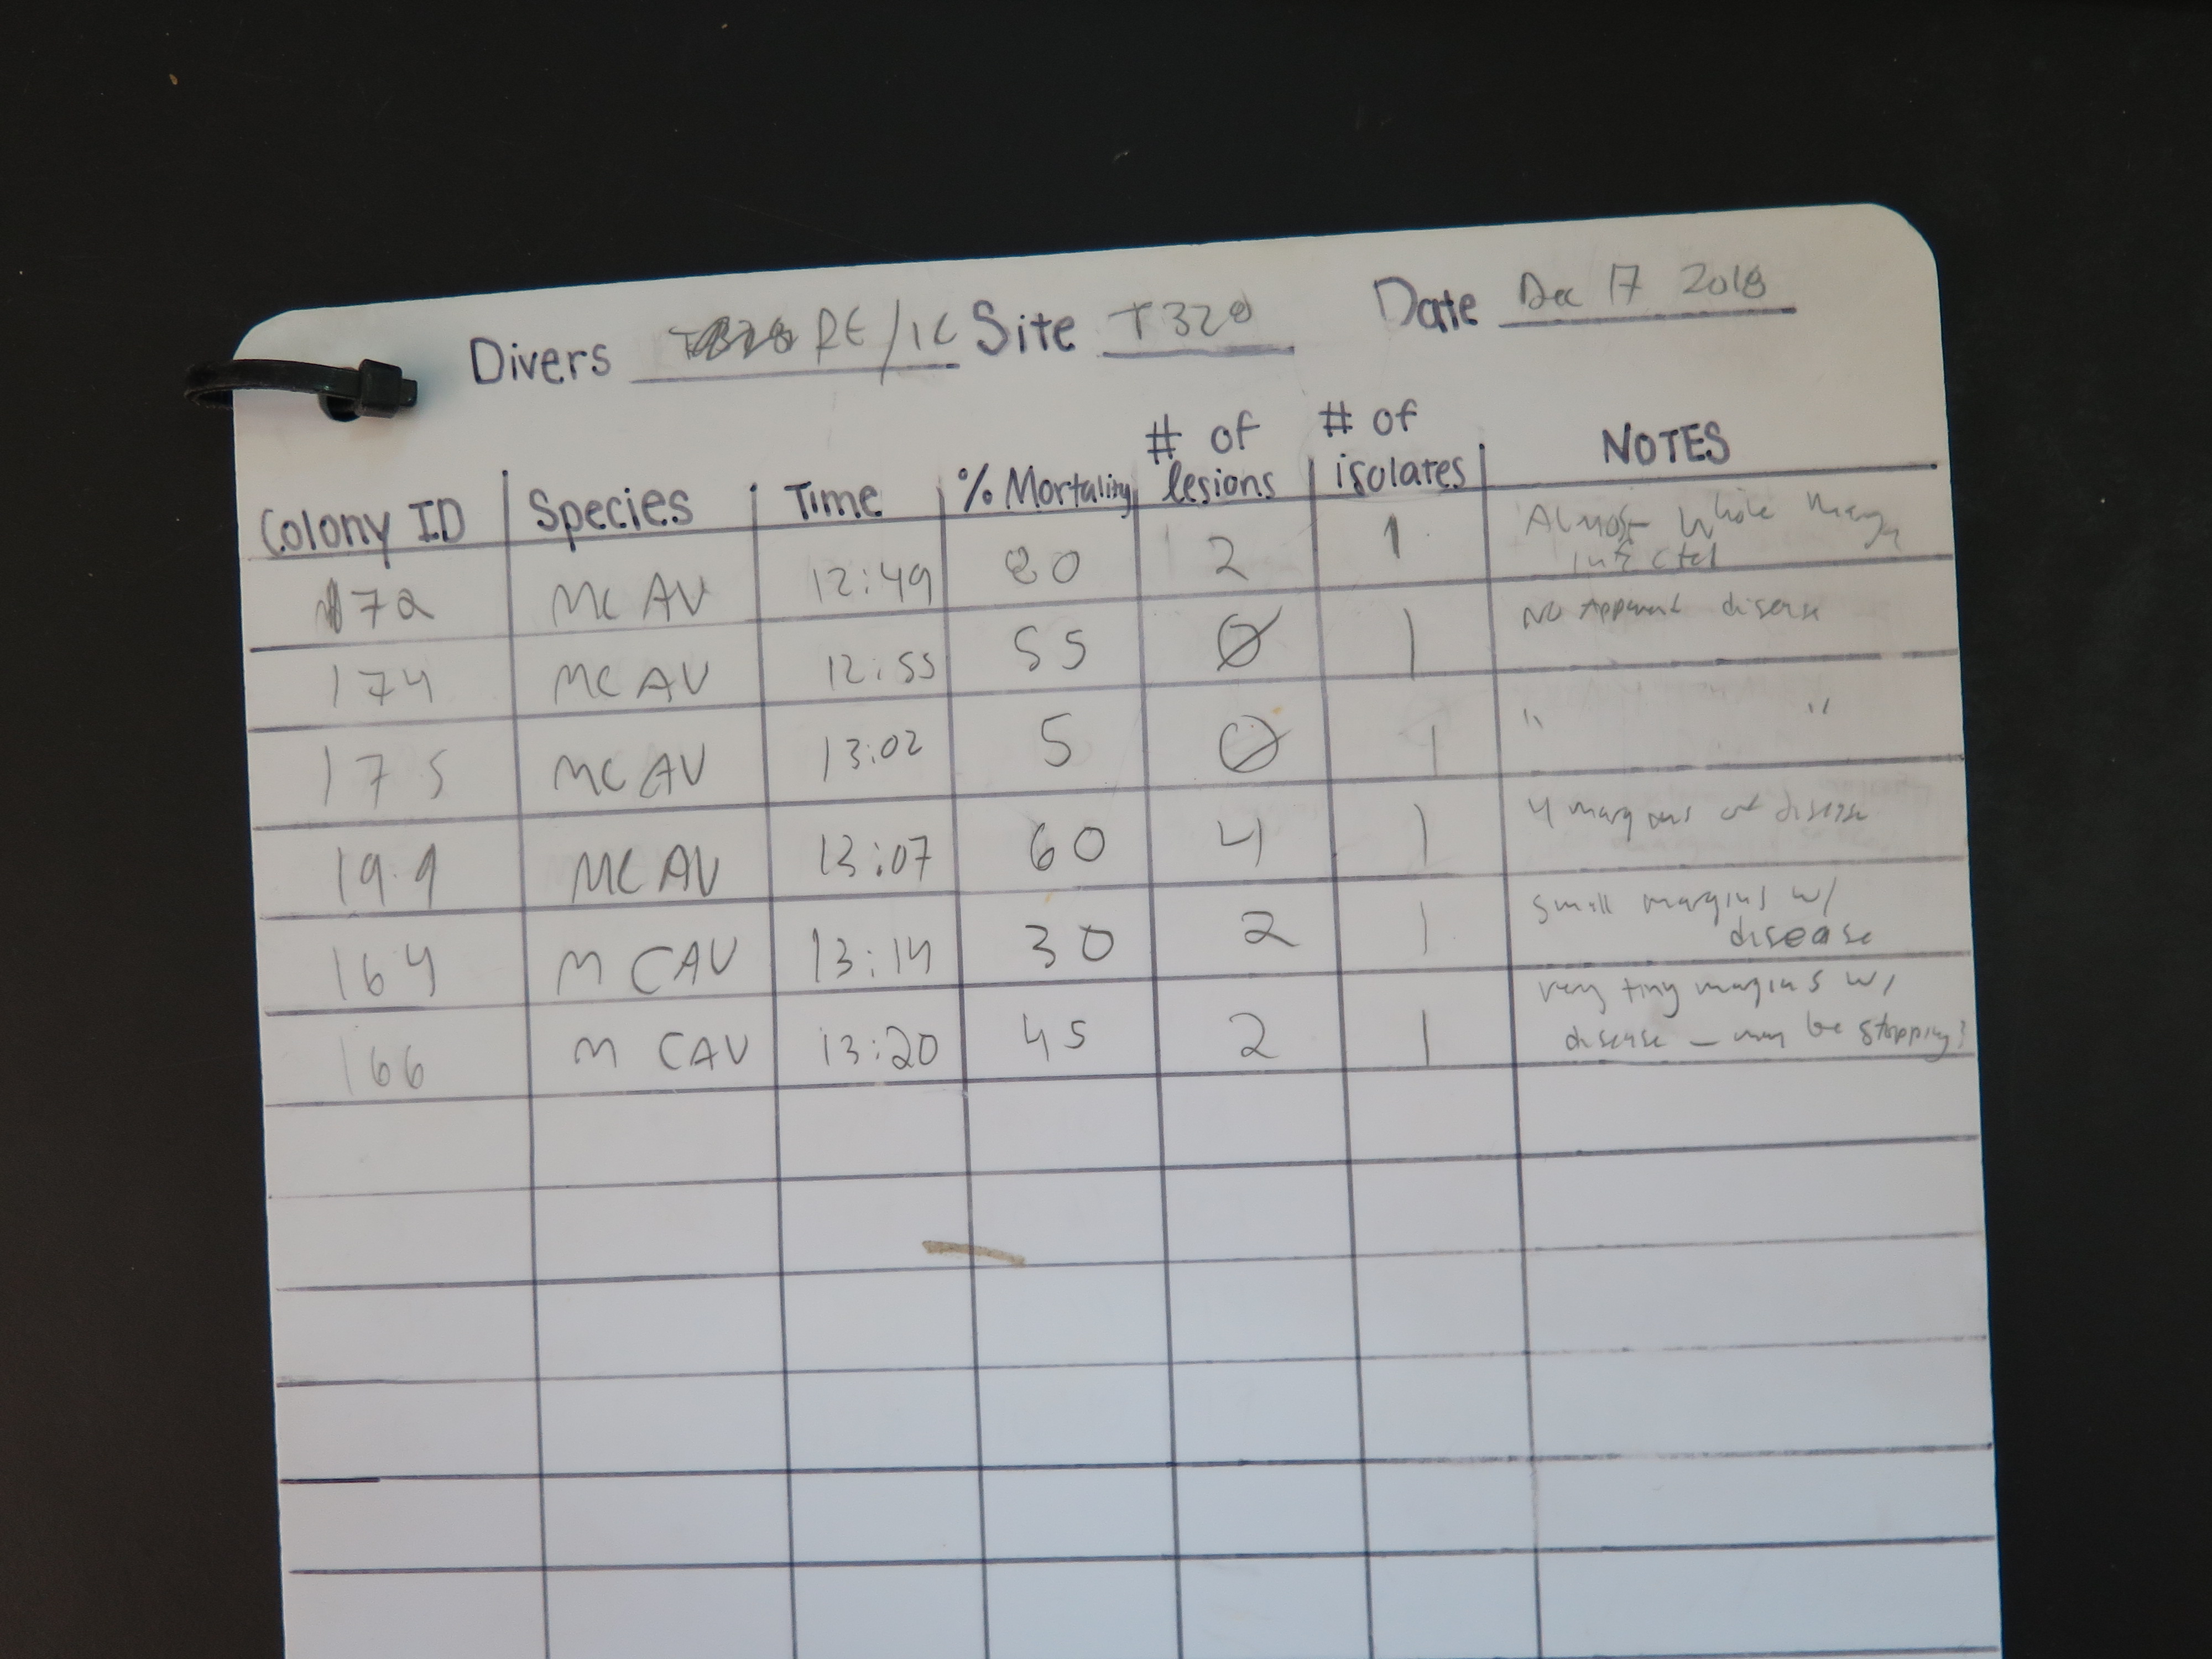 Divers RE/IC Site T320 Date Dec 17 2018
Colony ID Species Time % Mortality # of lesions # of isolates NOTES
172 MCAV 12:49 80 2 1 Almost Whole margin
infected
174 MCAV 12:55 55 Ø 1 No Apparent disease
175 MCAV 13:02 5 Ø 1 " "
199 MCAV 13:07 60 4 1 4 margins of disease
164 MCAV 13:14 30 2 1 small margins w/
disease
166 MCAV 13:20 45 2 1 very tiny margins w/
disease – may be stopping?